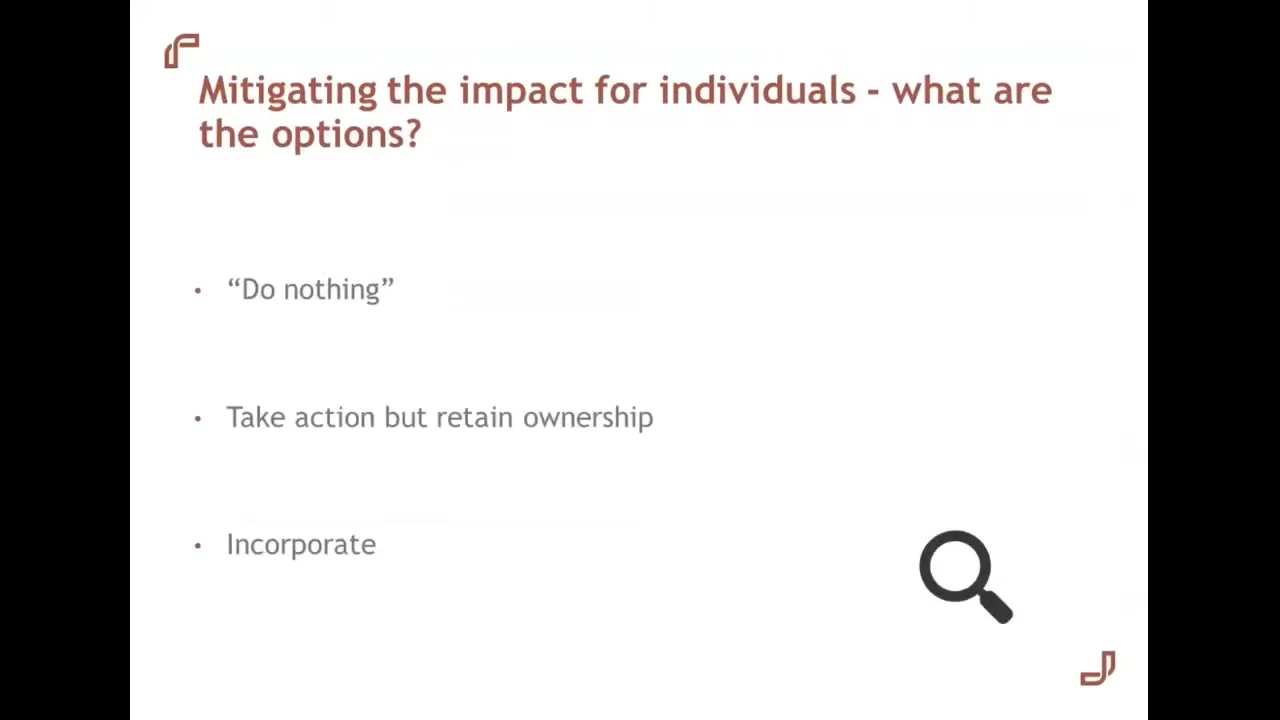 Mitigating the impact for individuals - what are
the options?
• “Do nothing”
• Take action but retain ownership
• Incorporate